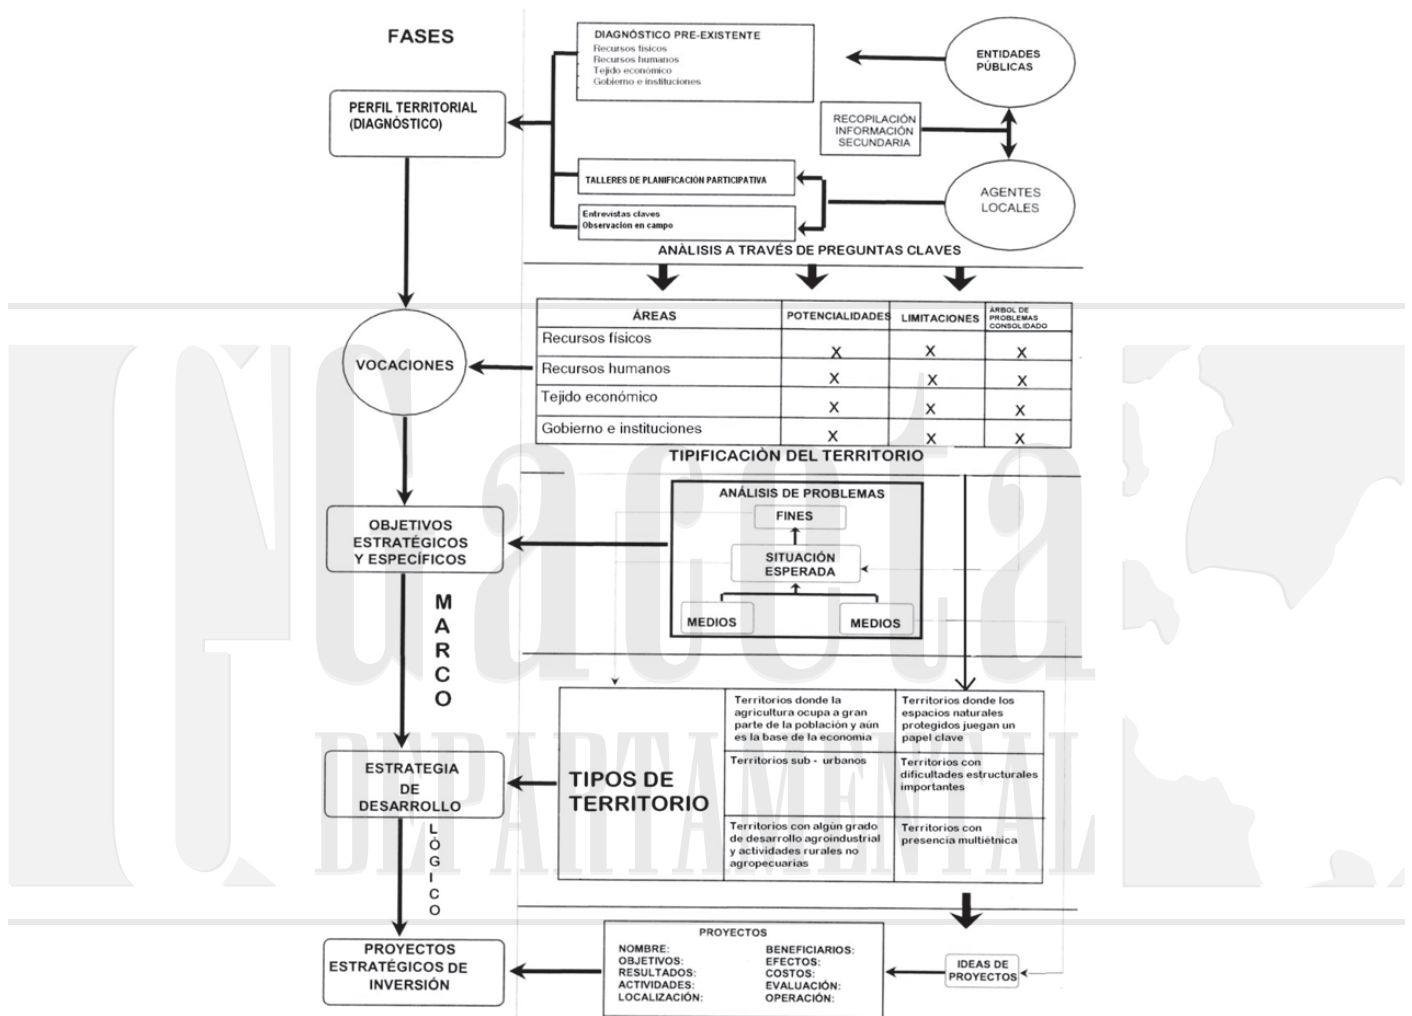 FASES
DIAGNÓSTICO PRE-EXISTENTE
Recursos físicos
Recursos humanos
Tejido económico
Gobierno e instituciones
ENTIDADES
PÚBLICAS
PERFIL TERRITORIAL
(DIAGNÓSTICO)
RECOPILACIÓN
INFORMACIÓN
SECUNDARIA
TALLERES DE PLANIFICACIÓN PARTICIPATIVA
AGENTES
LOCALES
Entrevistas claves
Observación en campo
ANÀLISIS A TRAVÉS DE PREGUNTAS CLAVES
ÁREAS
POTENCIALIDADES
LIMITACIONES
ÁRBOL DE
PROBLEMAS
CONSOLIDADO
Recursos físicos
X X X
Recursos humanos
X X X
Tejido económico
X X X
Gobierno e instituciones
X X X
VOCACIONES
TIPIFICACIÒN DEL TERRITORIO
ANÁLISIS DE PROBLEMAS
FINES
SITUACIÓN
ESPERADA
MEDIOS
MEDIOS
OBJETIVOS
ESTRATÉGICOS
Y ESPECÍFICOS
MARCO
TIPOS DE
TERRITORIO
Territorios donde la
agricultura ocupa a gran
parte de la población y aún
es la base de la economia
Territorios donde los
espacios naturales
protegidos juegan un
papel clave
Territorios sub - urbanos
Territorios con
dificultades estructurales
importantes
Territorios con algún grado
de desarrollo agroindustrial
y actividades rurales no
agropecuarias
Territorios con
presencia multiétnica
ESTRATEGIA
DE
DESARROLLO
LÒGICO
PROYECTOS
NOMBRE:
OBJETIVOS:
RESULTADOS:
ACTIVIDADES:
LOCALIZACIÓN:
BENEFICIARIOS:
EFECTOS:
COSTOS:
EVALUACIÓN:
OPERACIÓN:
IDEAS DE
PROYECTOS
PROYECTOS
ESTRATÉGICOS DE
INVERSIÓN
Gaceta
DEPARTAMENTAL